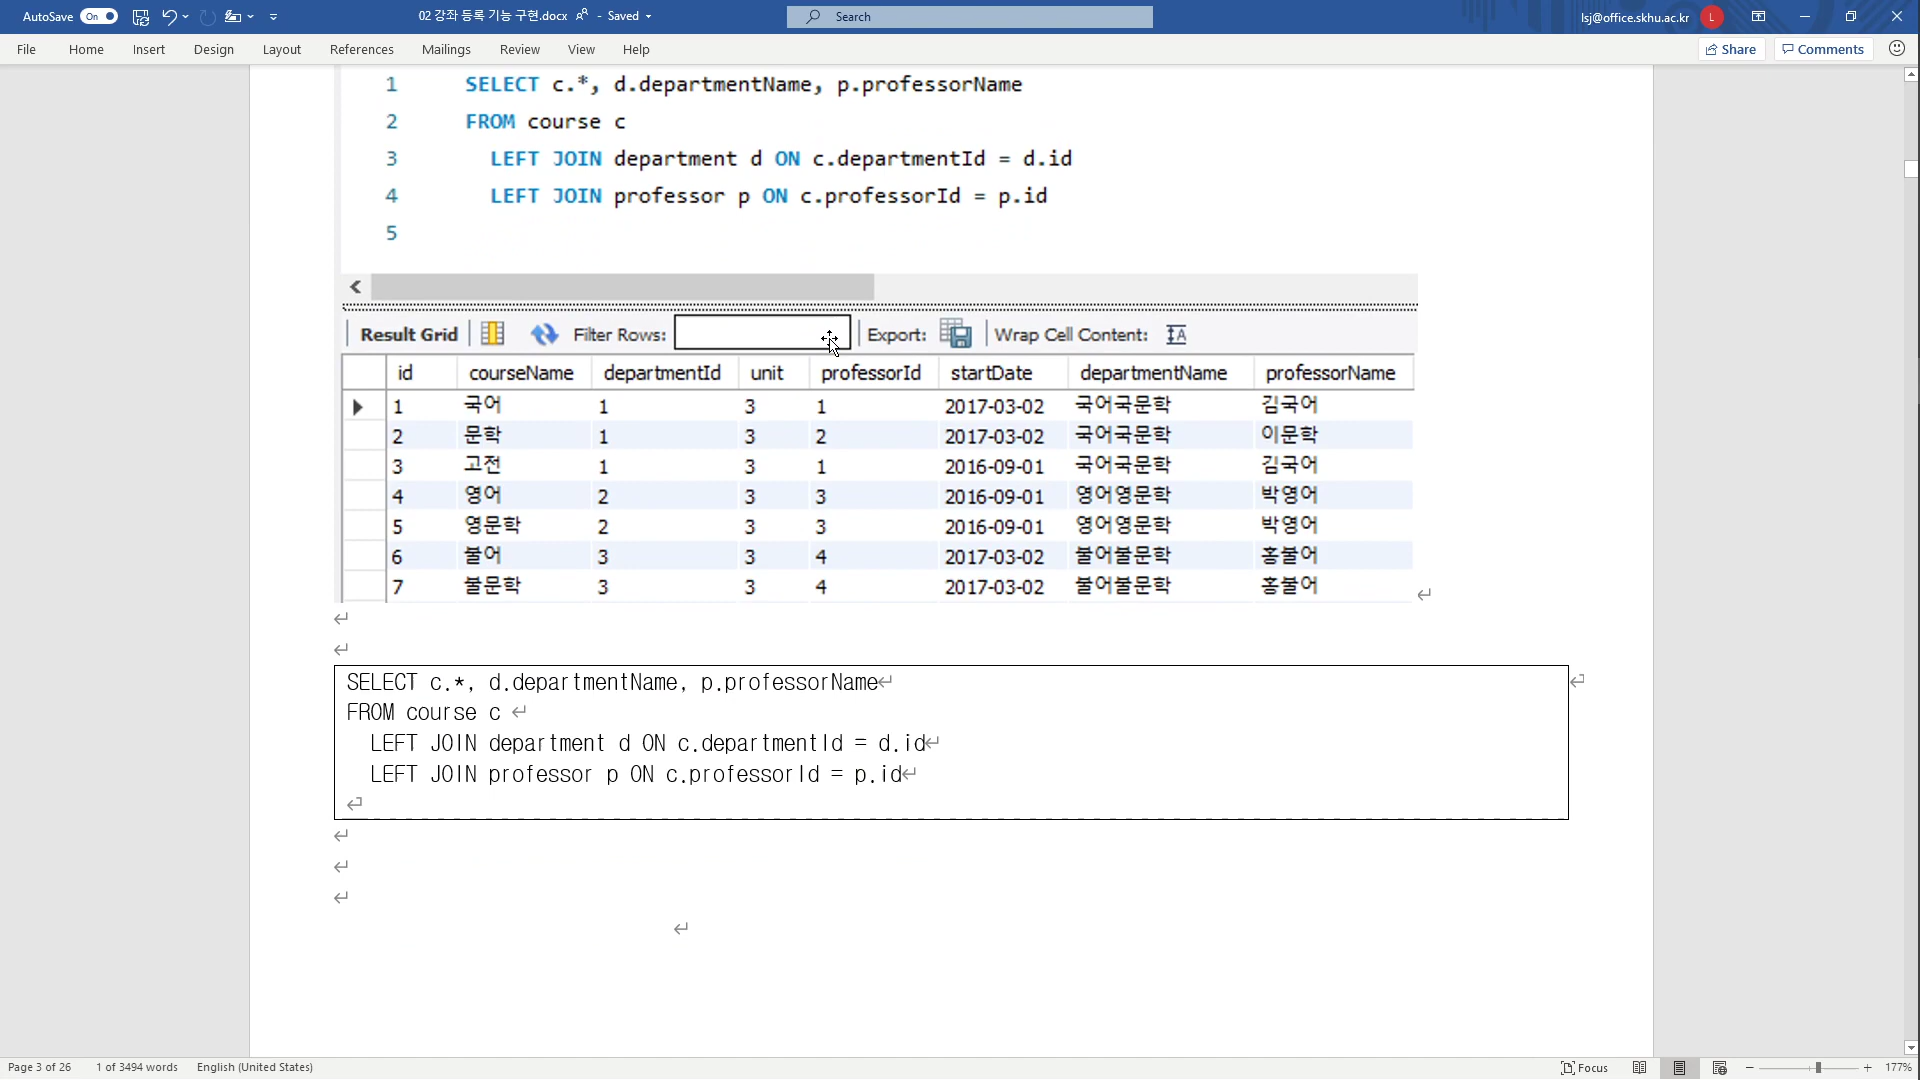 AutoSave On 02 강좌 등록 기능 구현.docx - Saved Search lsj@office.skhu.ac.kr L
File Home Insert Design Layout References Mailings Review View Help Share Comments
1 SELECT c.*, d.departmentName, p.professorName
2 FROM course c
3 LEFT JOIN department d ON c.departmentId = d.id
4 LEFT JOIN professor p ON c.professorId = p.id
5
Result Grid Filter Rows: Export: Wrap Cell Content:
id courseName departmentId unit professorId startDate departmentName professorName
1 국어 1 3 1 2017-03-02 국어국문학 김국어
2 문학 1 3 2 2017-03-02 국어국문학 이문학
3 고전 1 3 1 2016-09-01 국어국문학 김국어
4 영어 2 3 3 2016-09-01 영어영문학 박영어
5 영문학 2 3 3 2016-09-01 영어영문학 박영어
6 불어 3 3 4 2017-03-02 불어불문학 홍불어
7 불문학 3 3 4 2017-03-02 불어불문학 홍불어
SELECT c.*, d.departmentName, p.professorName
FROM course c
LEFT JOIN department d ON c.departmentId = d.id
LEFT JOIN professor p ON c.professorId = p.id
Page 3 of 26 1 of 3494 words English (United States) Focus 177%